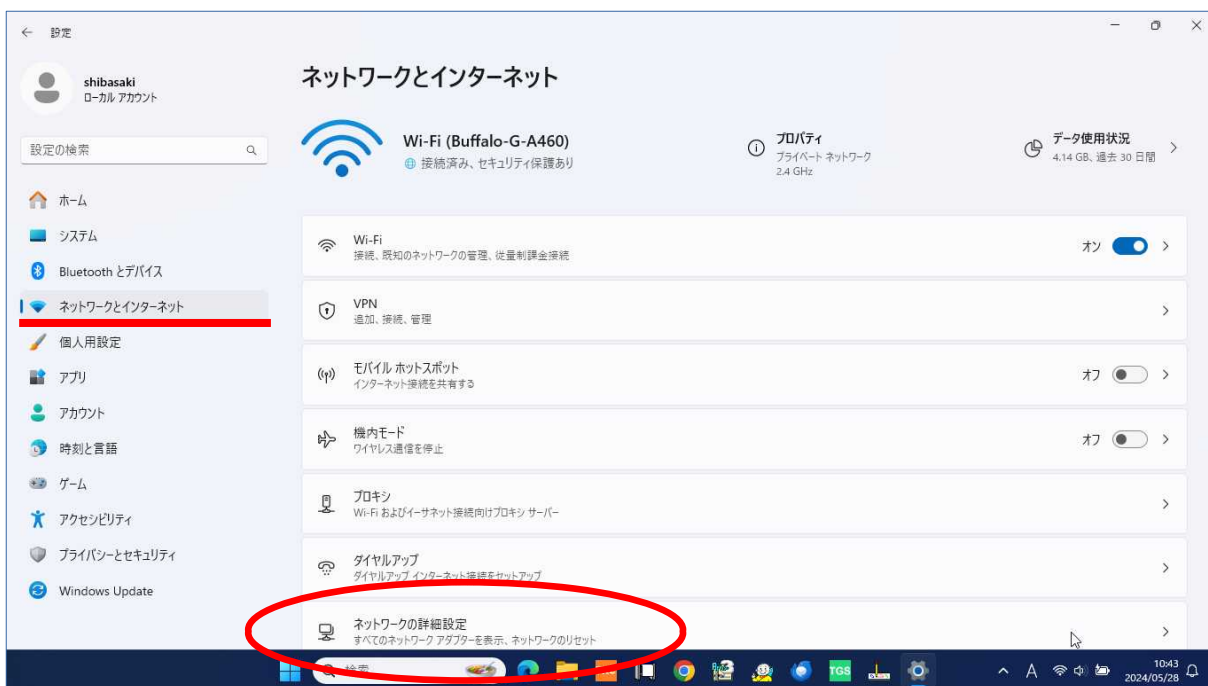 設定
shibasaki
ローカル アカウント
設定の検索
ホーム
システム
Bluetooth とデバイス
ネットワークとインターネット
個人用設定
アプリ
アカウント
時刻と言語
ゲーム
アクセシビリティ
プライバシーとセキュリティ
Windows Update
ネットワークとインターネット
Wi-Fi (Buffalo-G-A460)
接続済み、セキュリティ保護あり
プロパティ
プライベート ネットワーク
2.4 GHz
データ使用状況
4.14 GB、過去 30 日間
Wi-Fi
接続、既知のネットワークの管理、従量制課金接続
オン
VPN
追加、接続、管理
モバイル ホットスポット
インターネット接続を共有する
オフ
機内モード
ワイヤレス通信を停止
オフ
プロキシ
Wi-Fi およびイーサネット接続向けプロキシ サーバー
ダイヤルアップ
ダイヤルアップ インターネット接続をセットアップ
ネットワークの詳細設定
すべてのネットワーク アダプターを表示、ネットワークのリセット
検索
TGS
A
10:43
2024/05/28